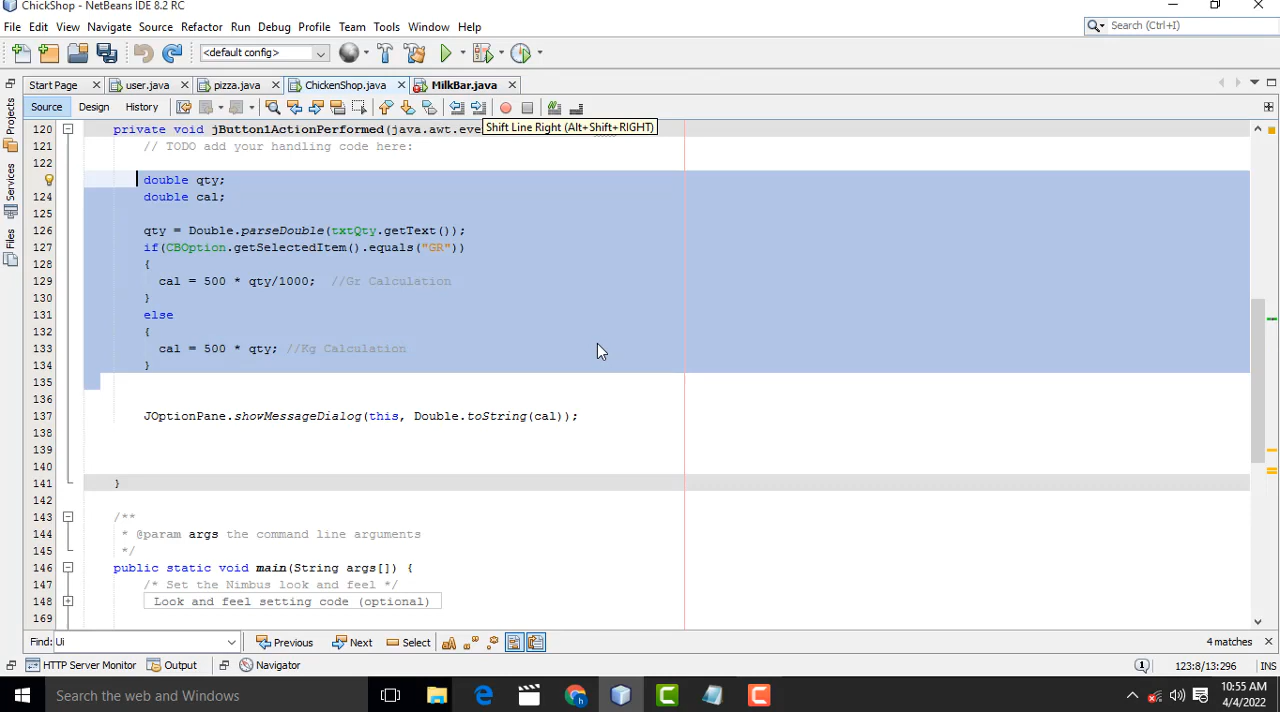 ChickShop - NetBeans IDE 8.2 RC
File Edit View Navigate Source Refactor Run Debug Profile Team Tools Window Help
Search (Ctrl+I)
<default config>
Start Page user.java pizza.java ChickenShop.java MilkBar.java
Source Design History
Shift Line Right (Alt+Shift+RIGHT)
Projects
Services
Files
120 private void jButton1ActionPerformed(java.awt.eve
121 // TODO add your handling code here:
122
double qty;
124 double cal;
125
126 qty = Double.parseDouble(txtQty.getText());
127 if(CBOption.getSelectedItem().equals("GR"))
128 {
129 cal = 500 * qty/1000; //Gr Calculation
130 }
131 else
132 {
133 cal = 500 * qty; //Kg Calculation
134 }
135
136
137 JOptionPane.showMessageDialog(this, Double.toString(cal));
138
139
140
141 }
142
143 /**
144 * @param args the command line arguments
145 */
146 public static void main(String args[]) {
147 /* Set the Nimbus look and feel */
148 Look and feel setting code (optional)
169
Find: Ui Previous Next Select 4 matches
HTTP Server Monitor Output Navigator 1 123:8/13:296 INS
Search the web and Windows
10:55 AM
4/4/2022